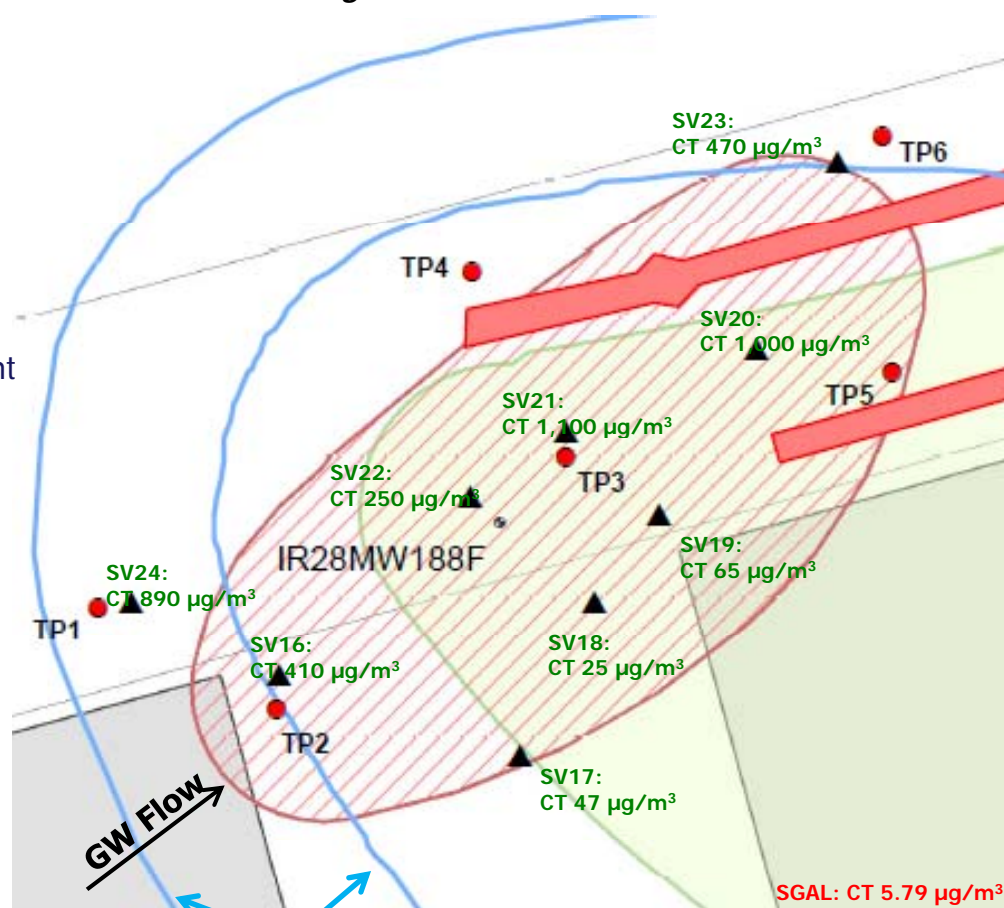 SV23:
CT 470 µg/m³
TP6
TP4
SV20:
CT 1,000 µg/m³
nt
TP5
SV21:
CT 1,100 µg/m³
TP3
SV22:
CT 250 µg/m³
IR28MW188F
SV19:
CT 65 µg/m³
SV24:
CT 890 µg/m³
TP1
SV16:
CT 410 µg/m³
SV18:
CT 25 µg/m³
TP2
SV17:
CT 47 µg/m³
GW Flow
SGAL: CT 5.79 µg/m³